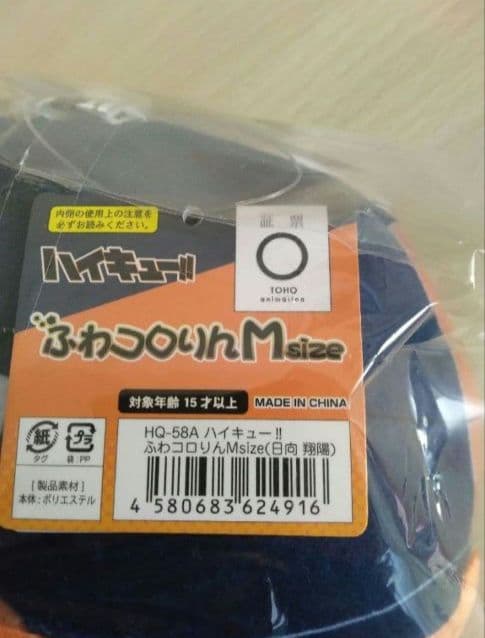 内側の使用上の注意を
必ずお読みください。
証 票
TOHO
animation
ハイキュー!!
ふわコロりんMsize
対象年齢 15才以上 MADE IN CHINA
紙
タグ
プラ
袋:PP
HQ-58A ハイキュー!!
ふわコロりんMsize(日向 翔陽)
[製品素材]
本体:ポリエステル
4 580683 624916